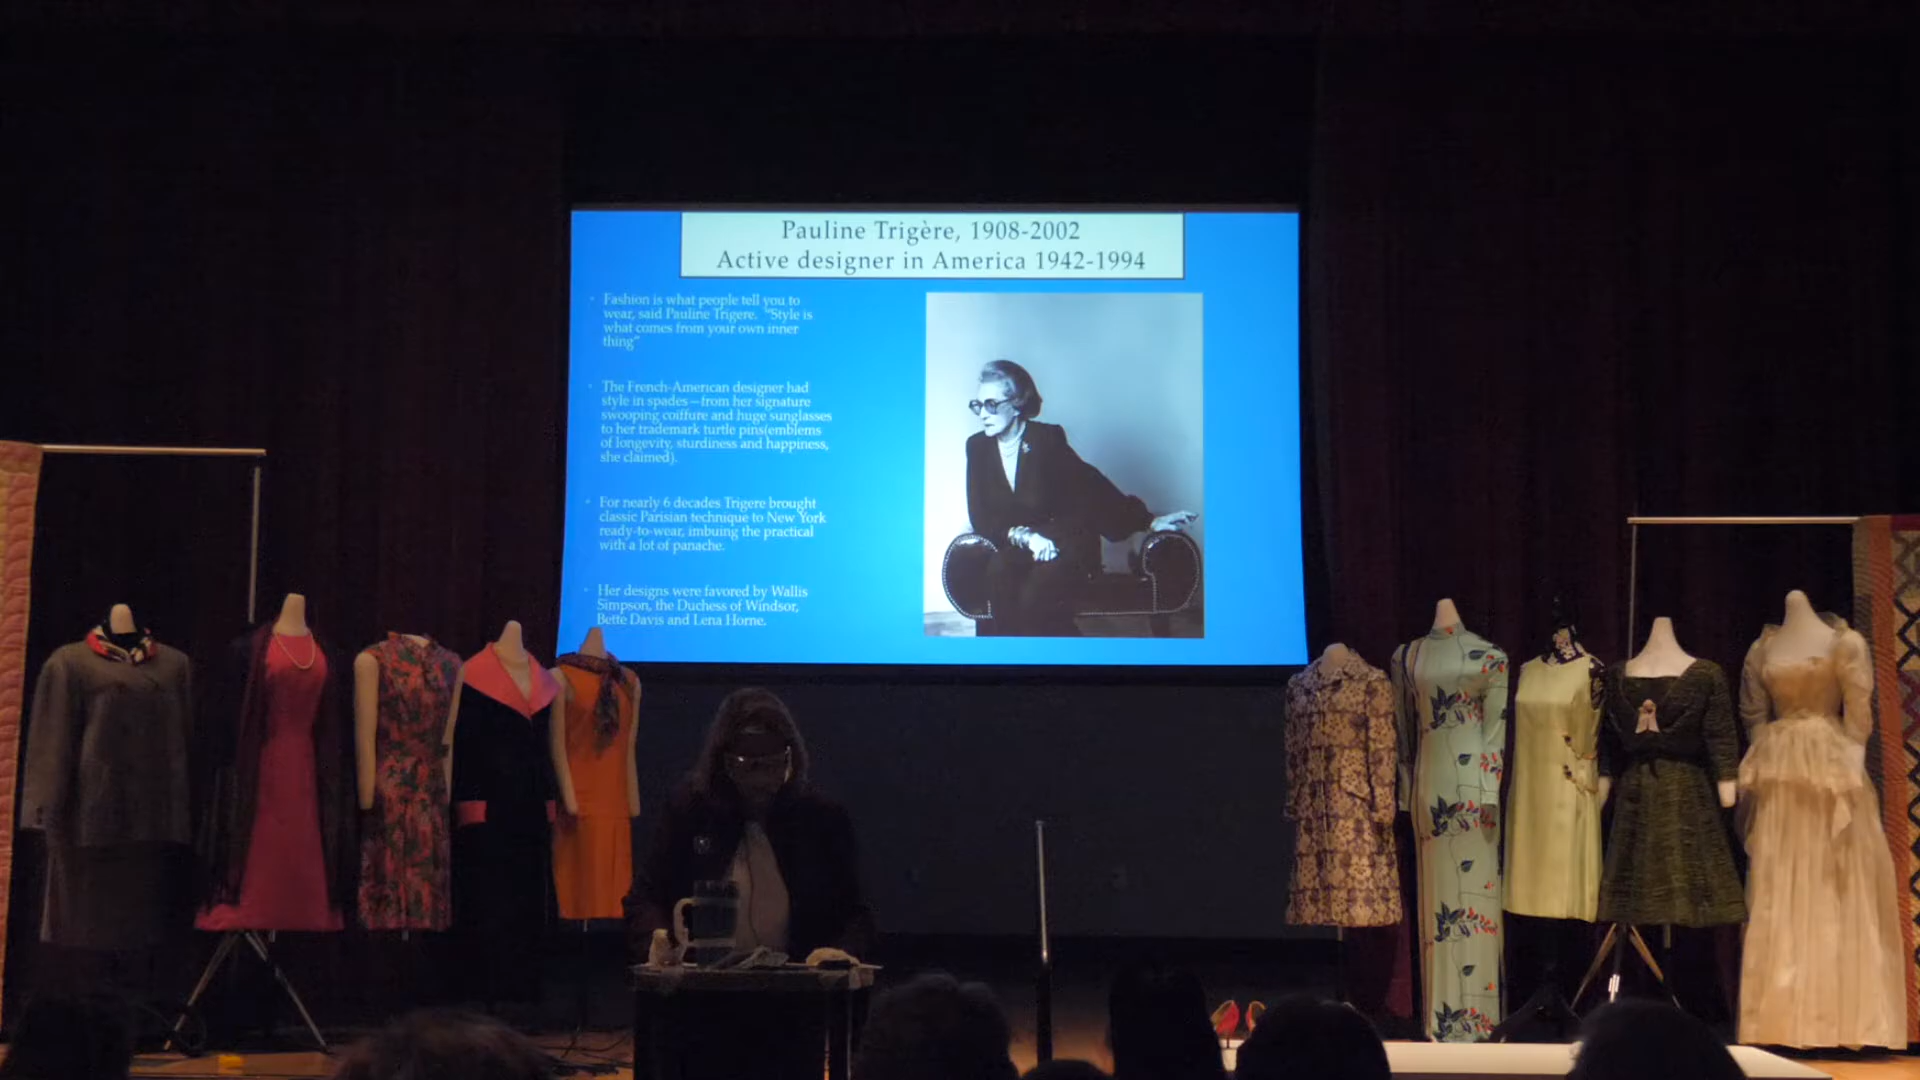 Pauline Trigère, 1908-2002
Active designer in America 1942-1994
Fashion is what people tell you to
wear, said Pauline Trigere. "Style is
what comes from your own inner
thing"
The French-American designer had
style in spades—from her signature
swooping coiffure and huge sunglasses
to her trademark turtle pins(emblems
of longevity, sturdiness and happiness,
she claimed).
For nearly 6 decades Trigere brought
classic Parisian technique to New York
ready-to-wear, imbuing the practical
with a lot of panache.
Her designs were favored by Wallis
Simpson, the Duchess of Windsor,
Bette Davis and Lena Horne.